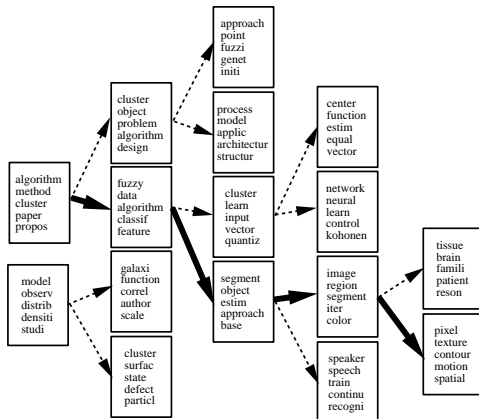 algorithm
method
cluster
paper
propos
model
observ
distrib
densiti
studi
cluster
object
problem
algorithm
design
fuzzy
data
algorithm
classif
feature
galaxi
function
correl
author
scale
cluster
surfac
state
defect
particl
approach
point
fuzzi
genet
initi
process
model
applic
architectur
structur
cluster
learn
input
vector
quantiz
segment
object
estim
approach
base
center
function
estim
equal
vector
network
neural
learn
control
kohonen
image
region
segment
iter
color
speaker
speech
train
continu
recogni
tissue
brain
famili
patient
reson
pixel
texture
contour
motion
spatial